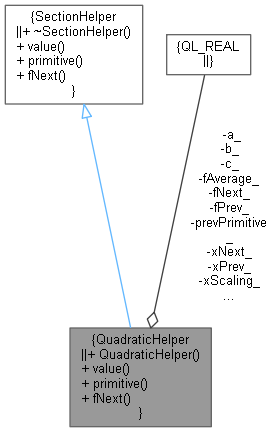 {SectionHelper
||+ ~SectionHelper()
+ value()
+ primitive()
+ fNext()
}
{QL_REAL
||}
-a_
-b_
-c_
-fAverage_
-fNext_
-fPrev_
-prevPrimitive
_
-xNext_
-xPrev_
-xScaling_
...
{QuadraticHelper
||+ QuadraticHelper()
+ value()
+ primitive()
+ fNext()
}